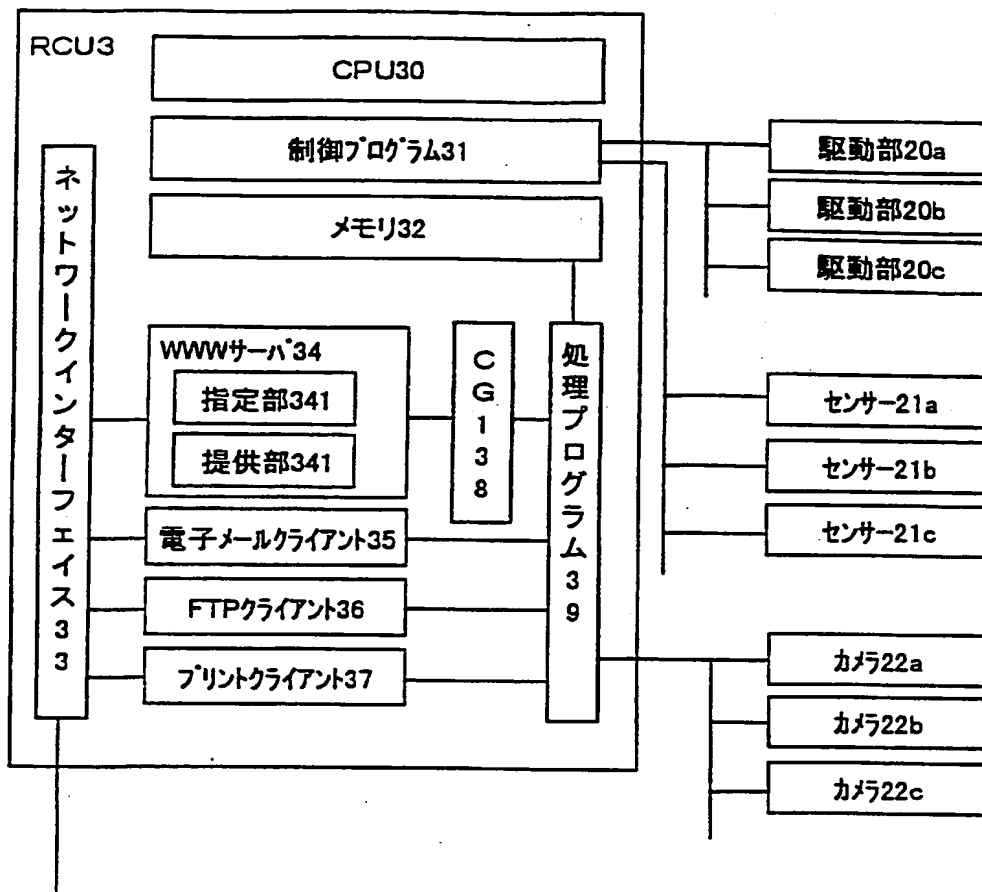 RCU3
CPU30
制御プログラム31
メモリ32
ネットワークインターフェイス33
WWWサーバ34
指定部341
提供部341
CG138
処理プログラム39
電子メールクライアント35
FTPクライアント36
プリントクライアント37
駆動部20a
駆動部20b
駆動部20c
センサー21a
センサー21b
センサー21c
カメラ22a
カメラ22b
カメラ22c